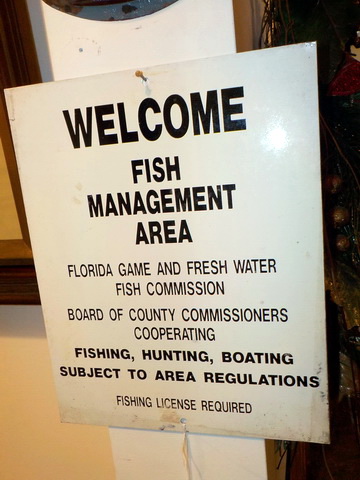 WELCOME
FISH
MANAGEMENT
AREA
FLORIDA GAME AND FRESH WATER
FISH COMMISSION
BOARD OF COUNTY COMMISSIONERS
COOPERATING
FISHING, HUNTING, BOATING
SUBJECT TO AREA REGULATIONS
FISHING LICENSE REQUIRED